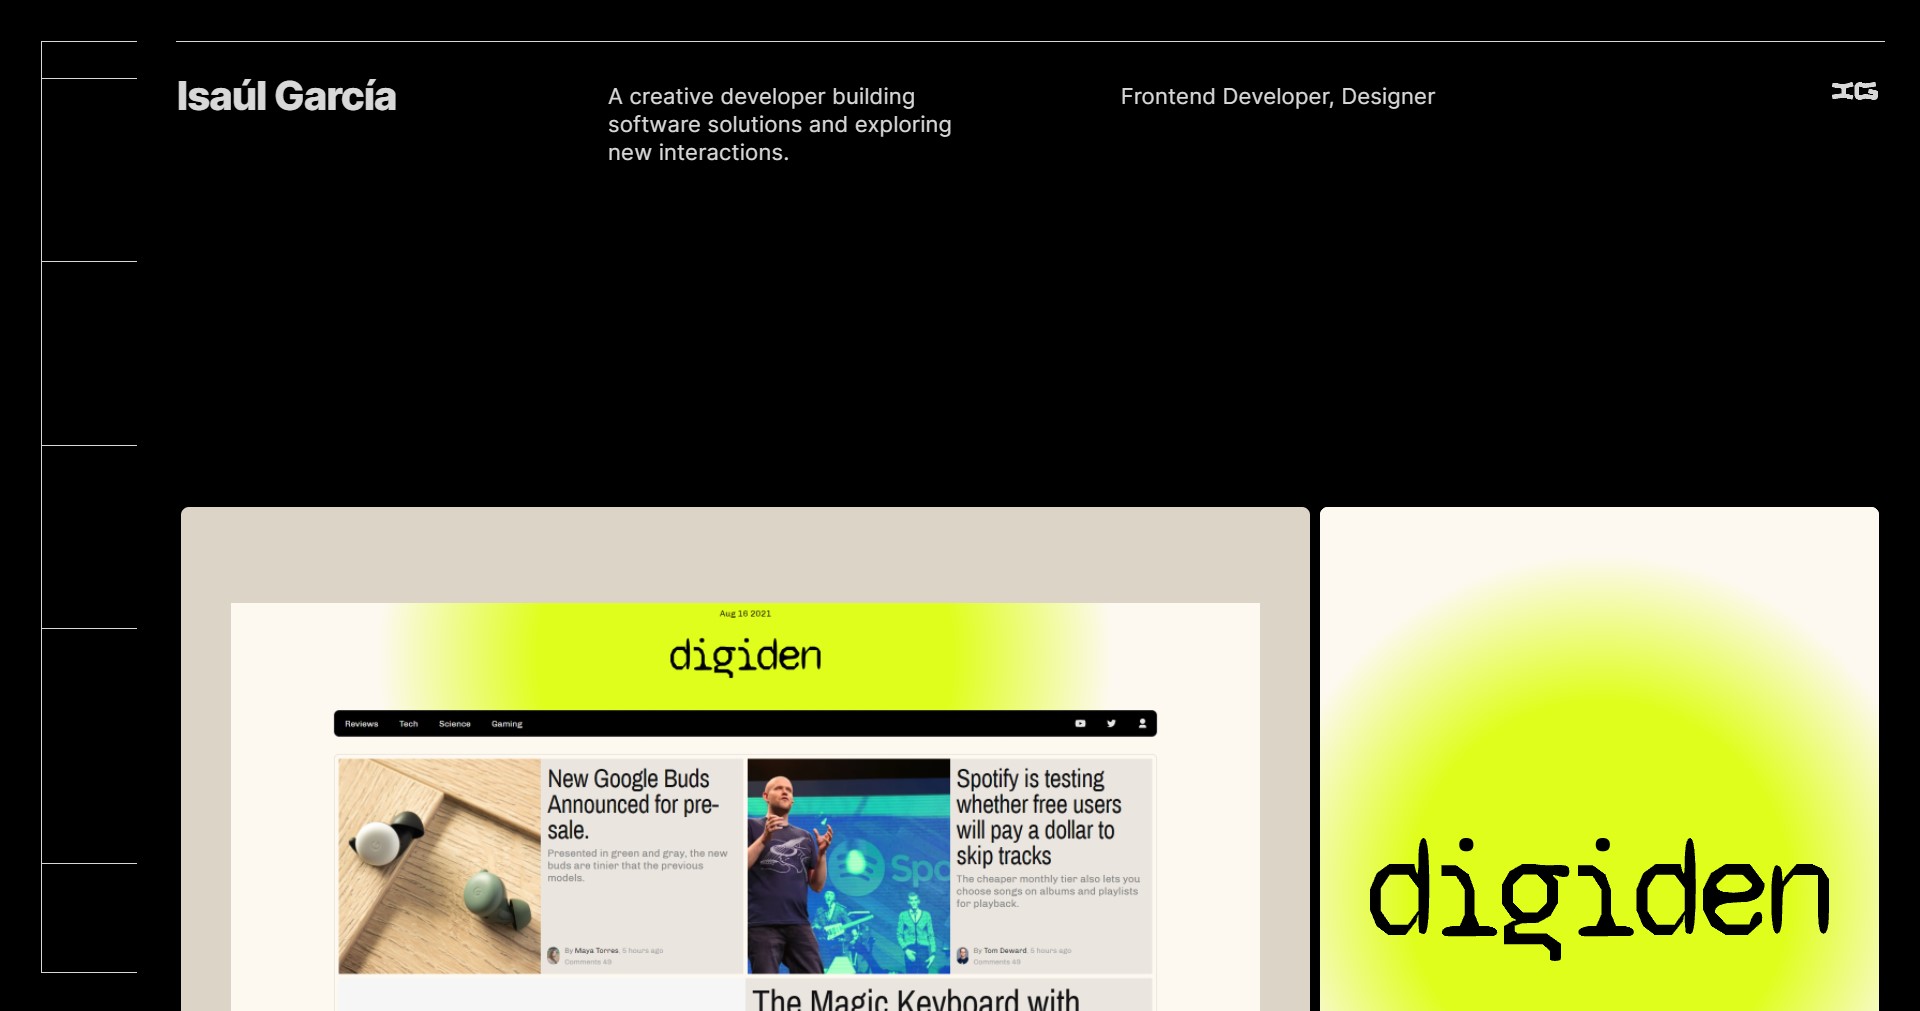 Isaúl García
A creative developer building
software solutions and exploring
new interactions.
Frontend Developer, Designer
IG
Aug 16 2021
digiden
Reviews Tech Science Gaming
New Google Buds
Announced for pre-
sale.
Presented in green and gray, the new
buds are tinier that the previous
models.
By Maya Torres, 5 hours ago
Comments 49
Spo
Spotify is testing
whether free users
will pay a dollar to
skip tracks
The cheaper monthly tier also lets you
choose songs on albums and playlists
for playback.
By Tom Deward, 5 hours ago
Comments 49
The Magic Keyboard with
digiden